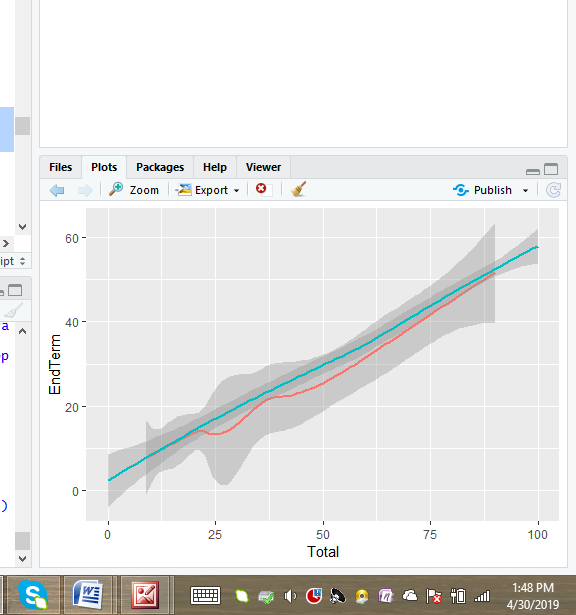 ipt
a
op
)
Files Plots Packages Help Viewer
Zoom Export Publish
60
40
20
0
EndTerm
0 25 50 75 100
Total
1:48 PM
4/30/2019